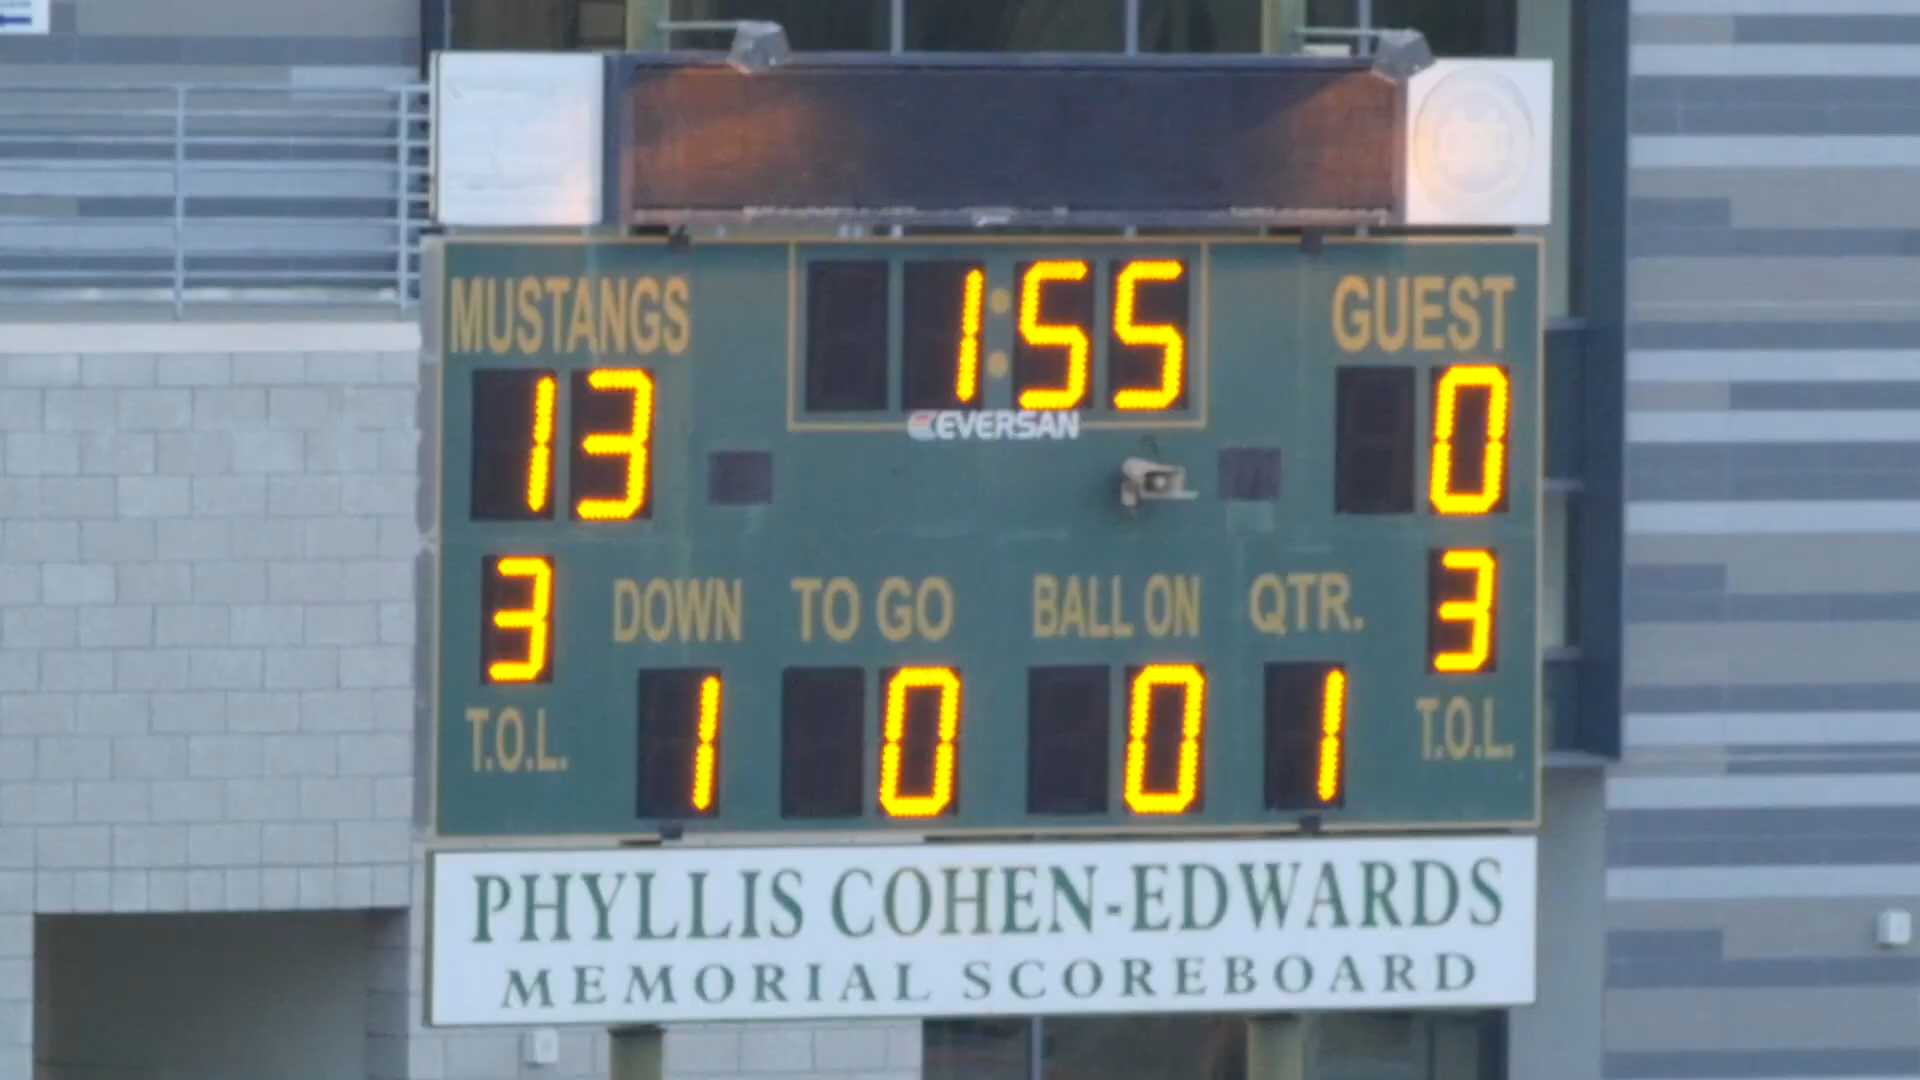 MUSTANGS 1:55 GUEST
13 EVERSAN 0
3 DOWN TO GO BALL ON QTR. 3
T.O.L. 1 0 0 1 T.O.L.
PHYLLIS COHEN-EDWARDS
MEMORIAL SCOREBOARD